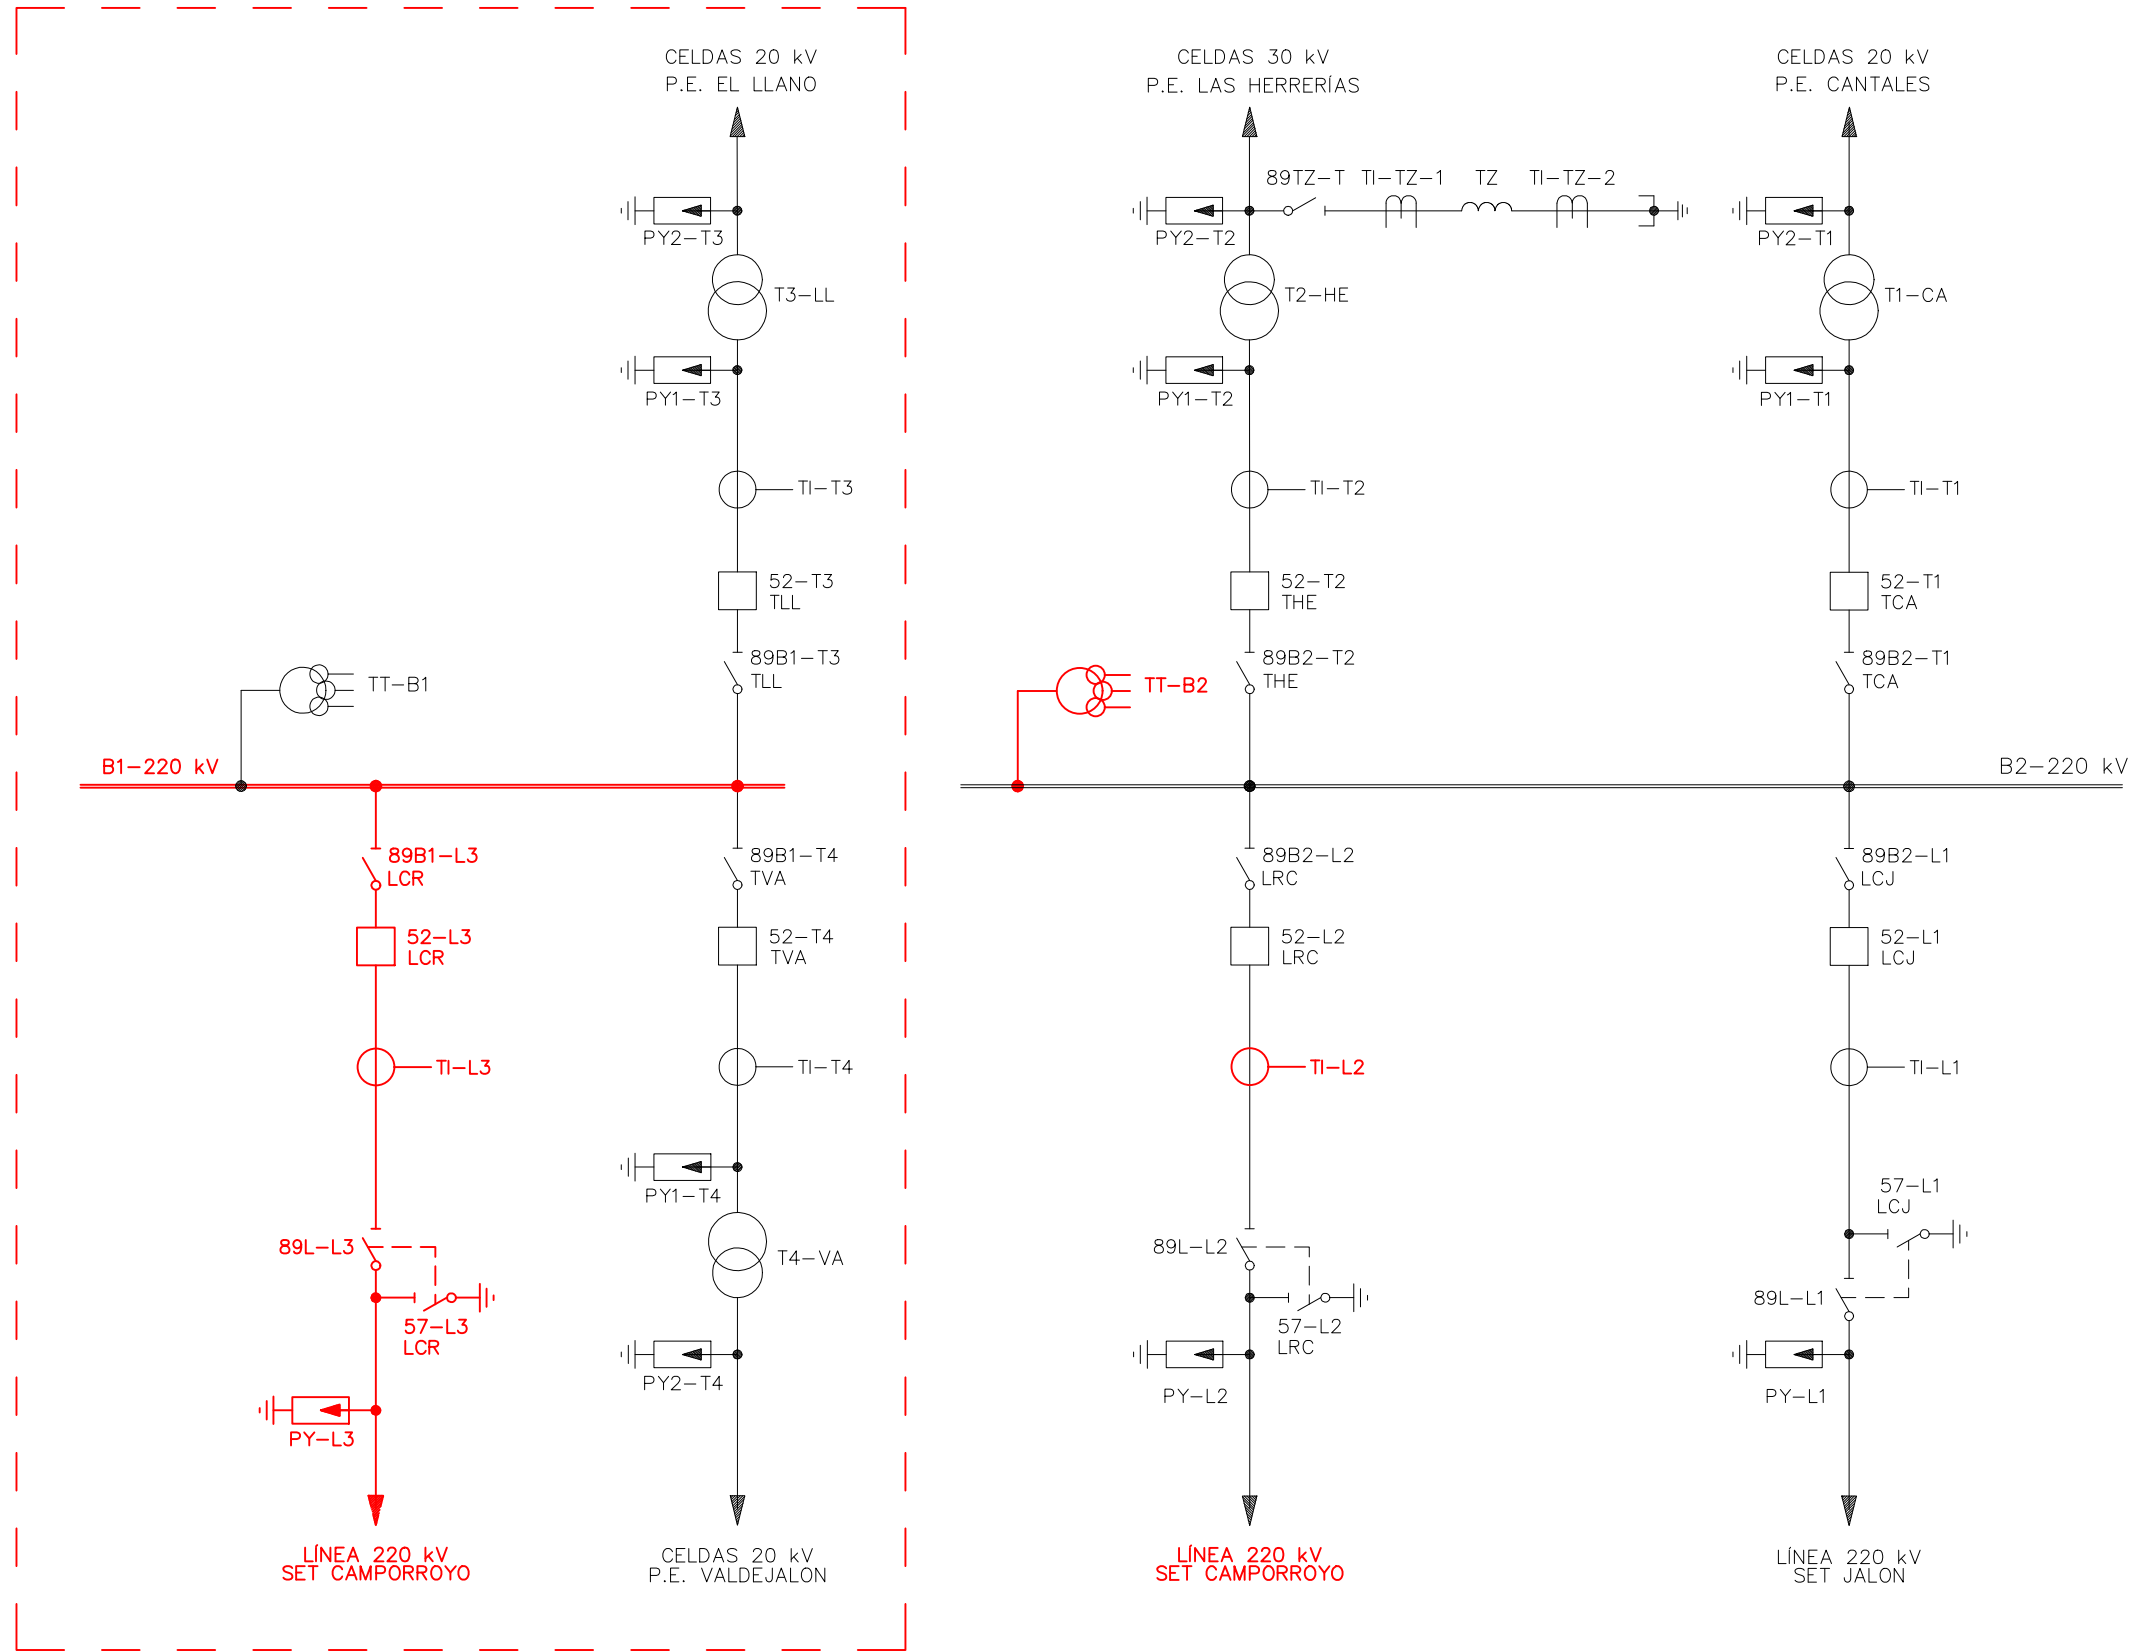 CELDAS 20 kV
P.E. EL LLANO
CELDAS 30 kV
P.E. LAS HERRERÍAS
CELDAS 20 kV
P.E. CANTALES
89TZ-T TI-TZ-1 TZ TI-TZ-2
PY2-T3
PY2-T2
PY2-T1
T3-LL
T2-HE
T1-CA
PY1-T3
PY1-T2
PY1-T1
TI-T3
TI-T2
TI-T1
52-T3
TLL
52-T2
THE
52-T1
TCA
89B1-T3
TLL
89B2-T2
THE
89B2-T1
TCA
TT-B1
TT-B2
B1-220 kV
B2-220 kV
89B1-L3
LCR
89B1-T4
TVA
89B2-L2
LRC
89B2-L1
LCJ
52-L3
LCR
52-T4
TVA
52-L2
LRC
52-L1
LCJ
TI-L3
TI-T4
TI-L2
TI-L1
PY1-T4
57-L1
LCJ
89L-L3
T4-VA
89L-L2
89L-L1
57-L3
LCR
57-L2
LRC
PY2-T4
PY-L2
PY-L1
PY-L3
LÍNEA 220 kV
SET CAMPORROYO
CELDAS 20 kV
P.E. VALDEJALON
LÍNEA 220 kV
SET CAMPORROYO
LÍNEA 220 kV
SET JALON